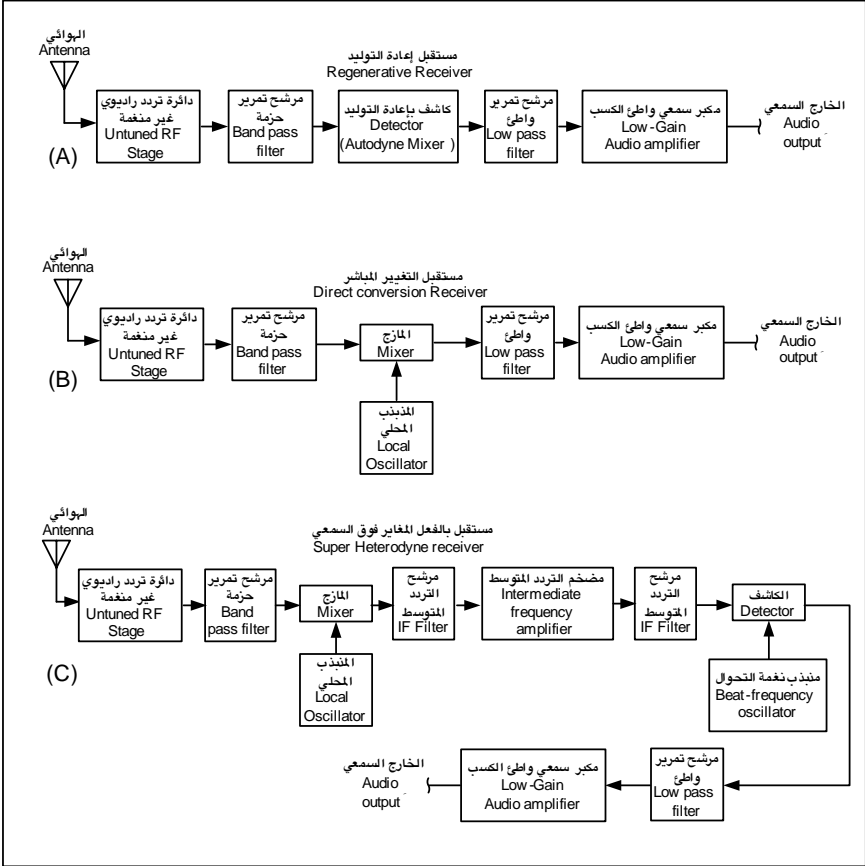 الهوائي
Antenna
مستقبل إعادة التوليد
Regenerative Receiver
دائرة تردد راديوي
غير منغمة
Untuned RF
Stage
مرشح تمرير
حزمة
Band pass
filter
كاشف بإعادة التوليد
Detector
(Autodyne Mixer )
مرشح تمرير
واطئ
Low pass
filter
مكبر سمعي واطئ الكسب
Low-Gain
Audio amplifier
الخارج السمعي
Audio
output
(A)
الهوائي
Antenna
مستقبل التغيير المباشر
Direct conversion Receiver
دائرة تردد راديوي
غير منغمة
Untuned RF
Stage
مرشح تمرير
حزمة
Band pass
filter
المازج
Mixer
مرشح تمرير
واطئ
Low pass
filter
مكبر سمعي واطئ الكسب
Low-Gain
Audio amplifier
الخارج السمعي
Audio
output
(B)
المذبذب
المحلي
Local
Oscillator
الهوائي
Antenna
مستقبل بالفعل المغاير فوق السمعي
Super Heterodyne receiver
دائرة تردد راديوي
غير منغمة
Untuned RF
Stage
مرشح تمرير
حزمة
Band
pass filter
المازج
Mixer
مرشح
التردد
المتوسط
IF Filter
مضخم التردد المتوسط
Intermediate
frequency
amplifier
مرشح
التردد
المتوسط
IF Filter
الكاشف
Detector
(C)
المذبذب
المحلي
Local
Oscillator
مذبذب نغمة التحوال
Beat-frequency
oscillator
الخارج السمعي
Audio
output
مكبر سمعي واطئ الكسب
Low-Gain
Audio amplifier
مرشح تمرير
واطئ
Low pass
filter